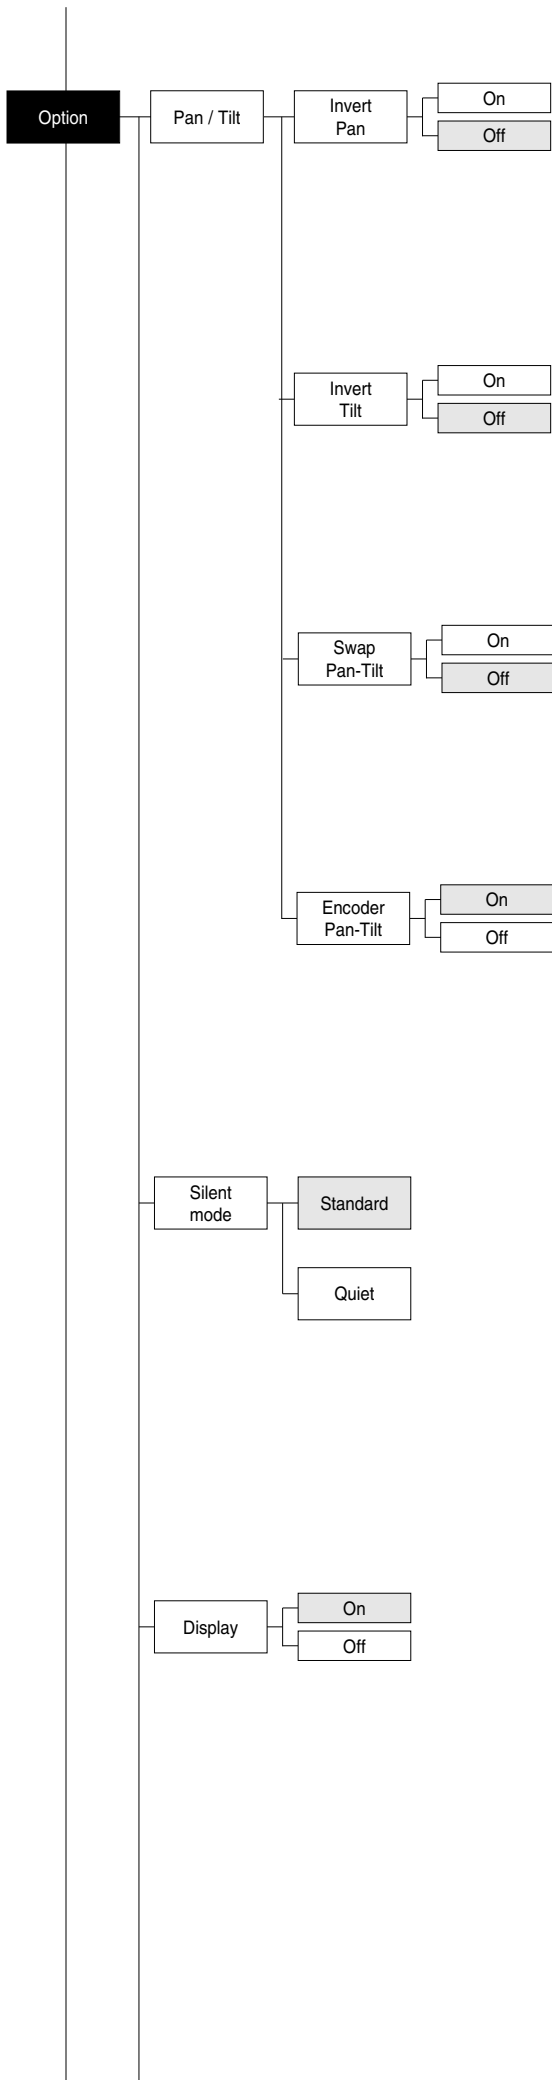 Option
Pan / Tilt
Invert
Pan
On
Off
Invert
Tilt
On
Off
Swap
Pan-Tilt
On
Off
Encoder
Pan-Tilt
On
Off
Silent
mode
Standard
Quiet
Display
On
Off